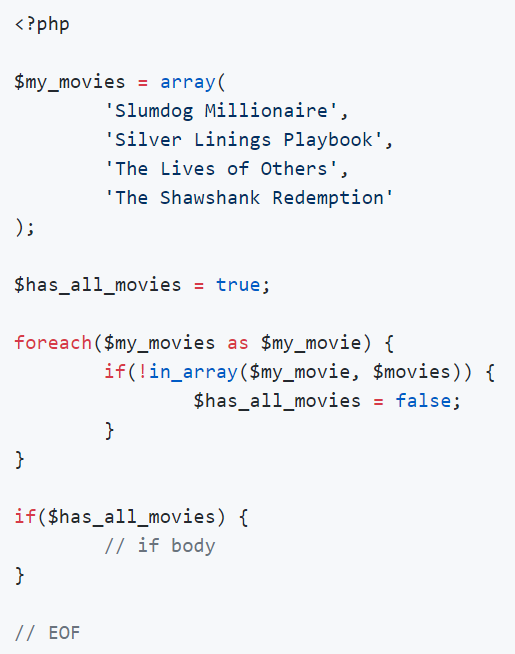 <?php
$my_movies = array(
'Slumdog Millionaire',
'Silver Linings Playbook',
'The Lives of Others',
'The Shawshank Redemption'
);
$has_all_movies = true;
foreach($my_movies as $my_movie) {
if(!in_array($my_movie, $movies)) {
$has_all_movies = false;
}
}
if($has_all_movies) {
// if body
}
// EOF